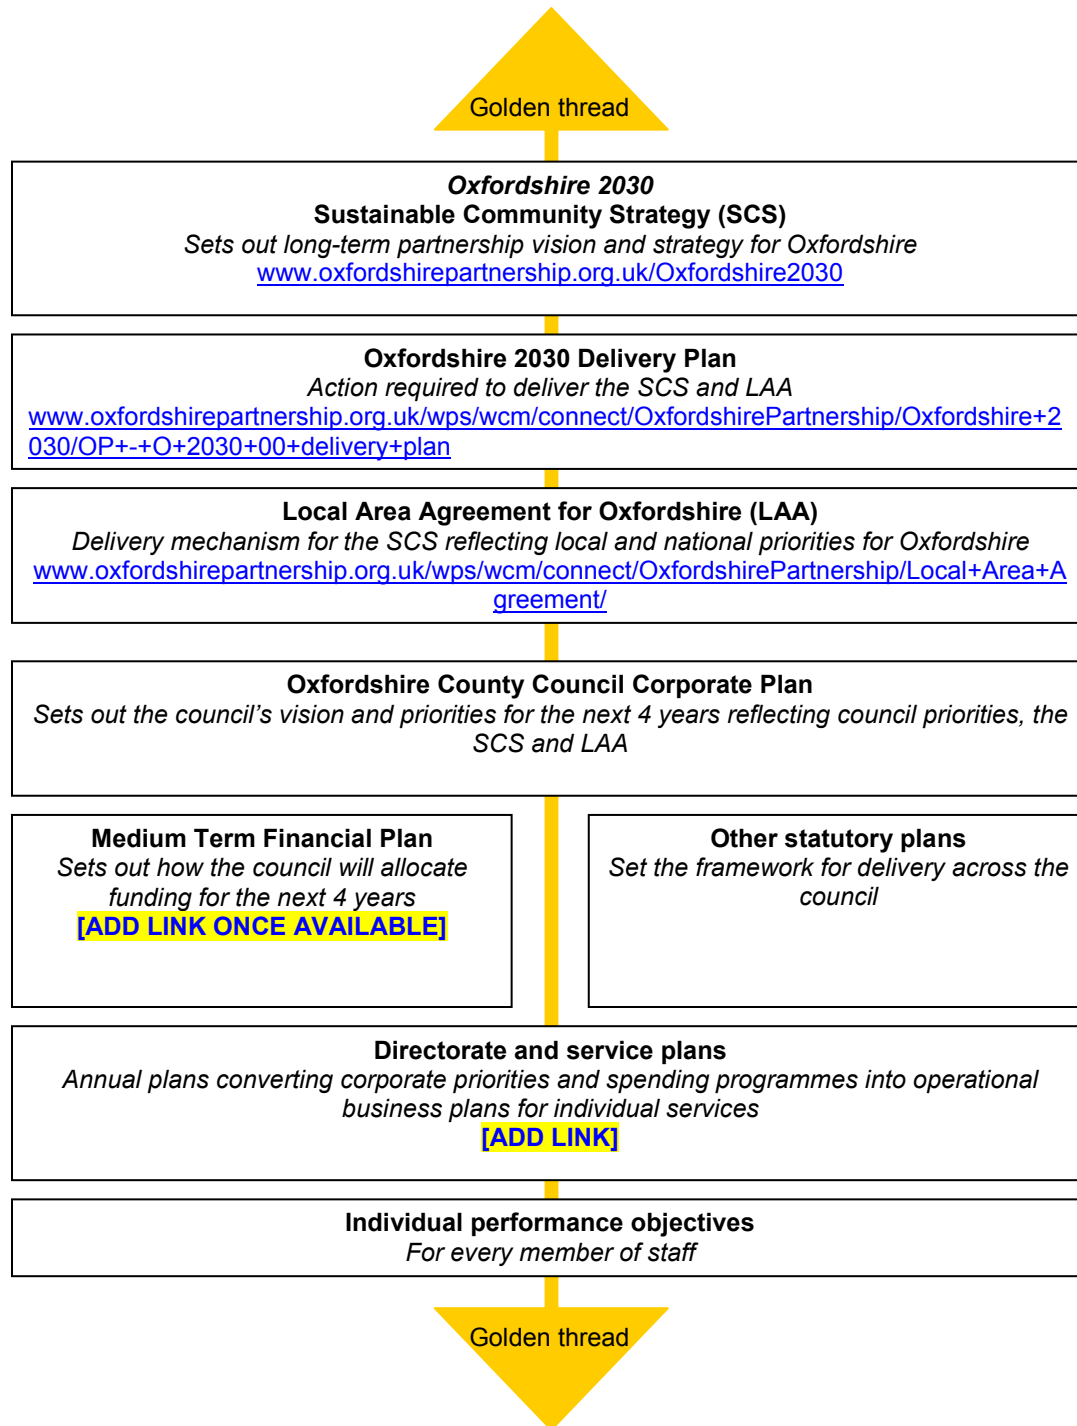 Golden thread
Oxfordshire 2030
Sustainable Community Strategy (SCS)
Sets out long-term partnership vision and strategy for Oxfordshire
www.oxfordshirepartnership.org.uk/Oxfordshire2030
Oxfordshire 2030 Delivery Plan
Action required to deliver the SCS and LAA
www.oxfordshirepartnership.org.uk/wps/wcm/connect/OxfordshirePartnership/Oxfordshire+2
030/OP+-+O+2030+00+delivery+plan
Local Area Agreement for Oxfordshire (LAA)
Delivery mechanism for the SCS reflecting local and national priorities for Oxfordshire
www.oxfordshirepartnership.org.uk/wps/wcm/connect/OxfordshirePartnership/Local+Area+A
greement/
Oxfordshire County Council Corporate Plan
Sets out the council’s vision and priorities for the next 4 years reflecting council priorities, the
SCS and LAA
Medium Term Financial Plan
Sets out how the council will allocate
funding for the next 4 years
[ADD LINK ONCE AVAILABLE]
Other statutory plans
Set the framework for delivery across the
council
Directorate and service plans
Annual plans converting corporate priorities and spending programmes into operational
business plans for individual services
[ADD LINK]
Individual performance objectives
For every member of staff
Golden thread